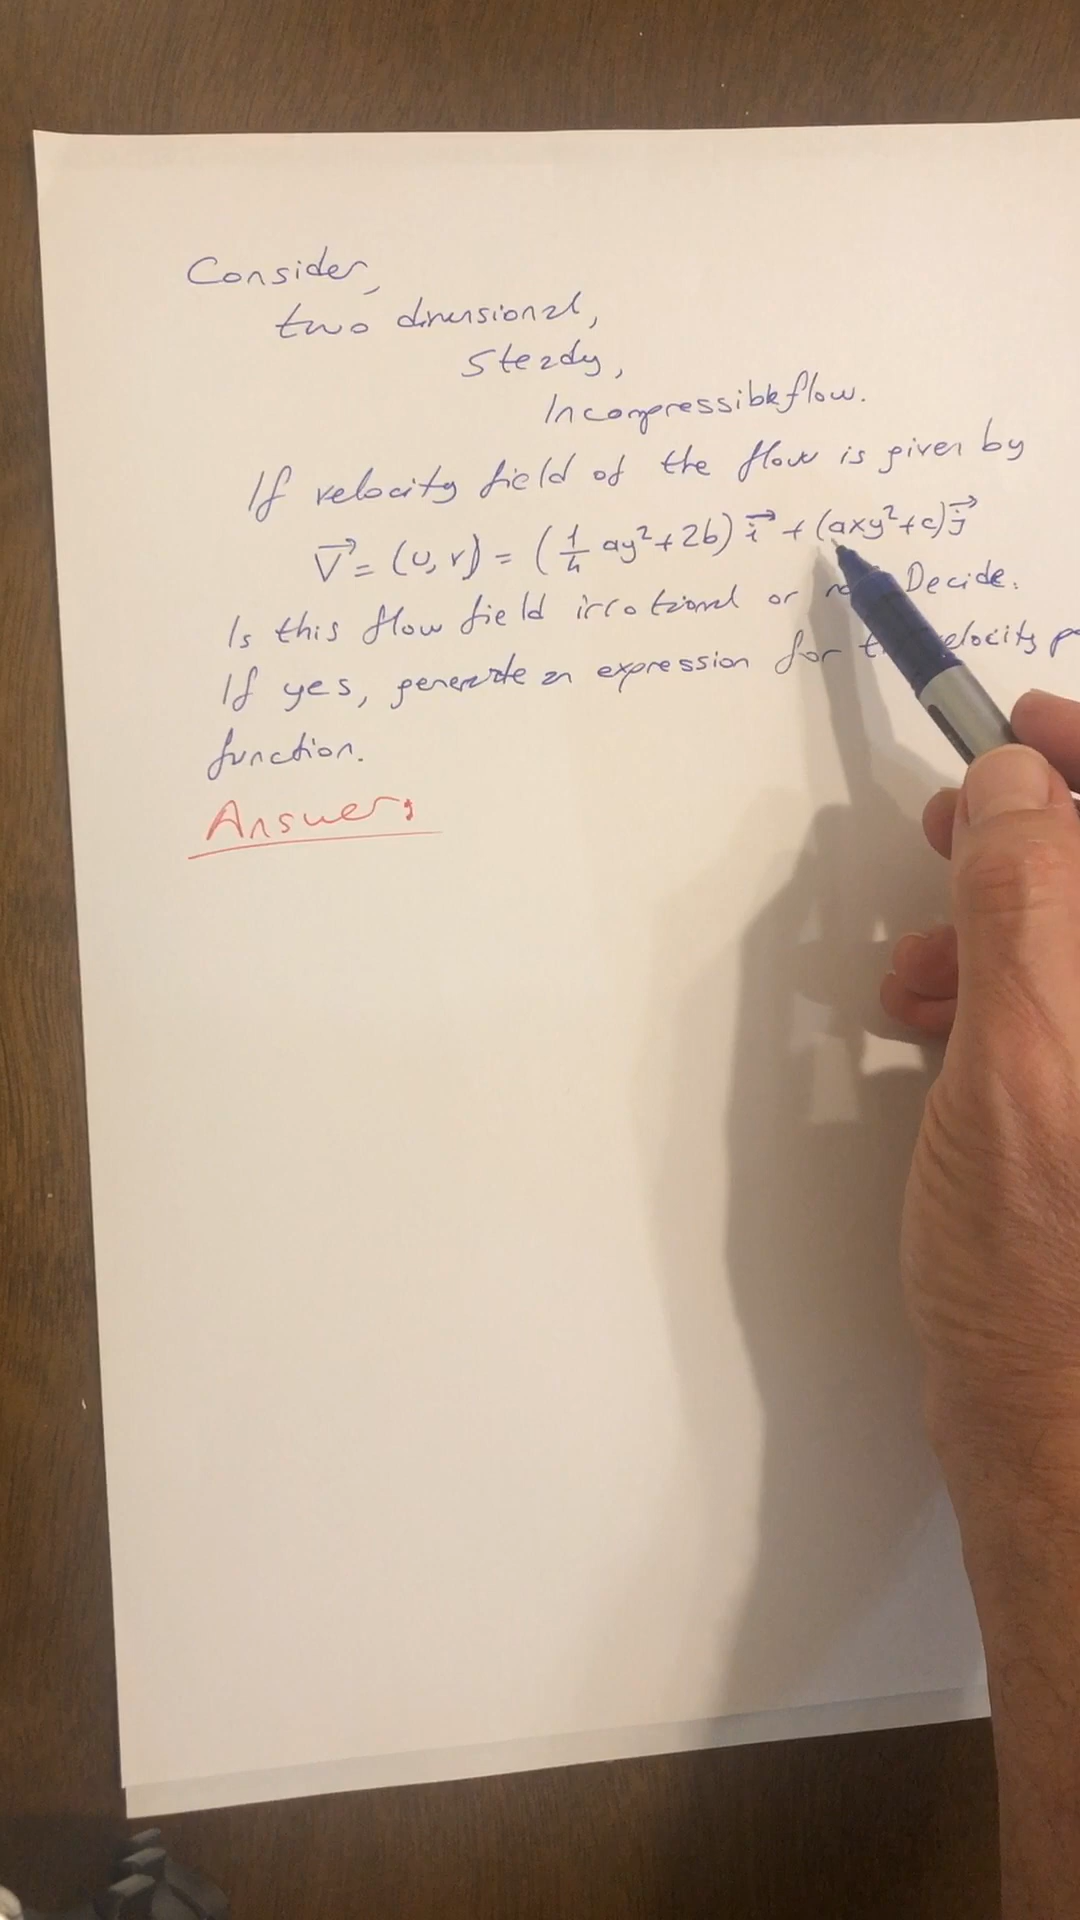 Consider,
two dimensional,
Steady,
Incompressible flow.
If velocity field of the flow is given by
V⃗ = (u, v) = (1/4 ay² + 2b) i⃗ + (axy² + c) j⃗
Is this flow field irrotional or Decide.
If yes, generate an expression for
function.
Answer,